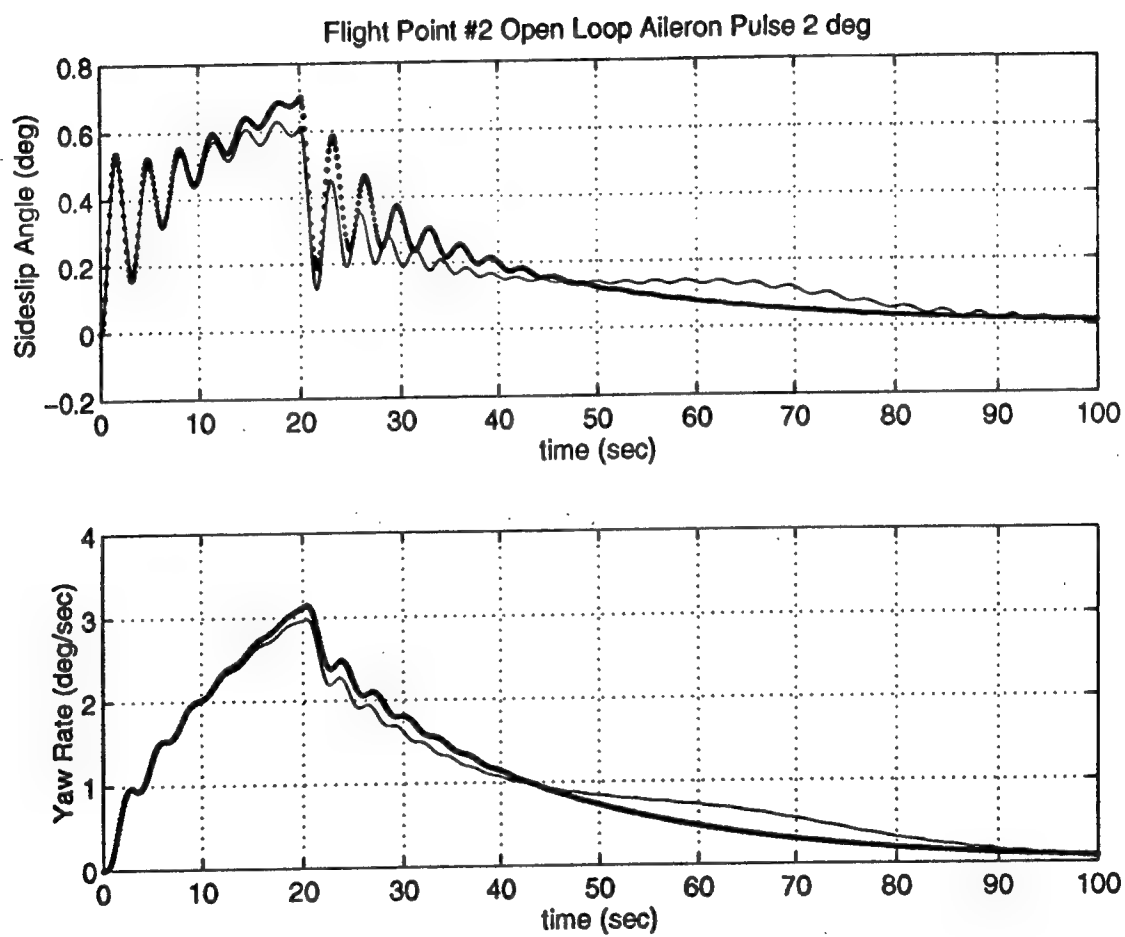 Flight Point #2 Open Loop Aileron Pulse 2 deg
0.8
0.6
0.4
0.2
0
−0.2
Sideslip Angle (deg)
0 10 20 30 40 50 60 70 80 90 100
time (sec)
4
3
2
1
0
Yaw Rate (deg/sec)
0 10 20 30 40 50 60 70 80 90 100
time (sec)